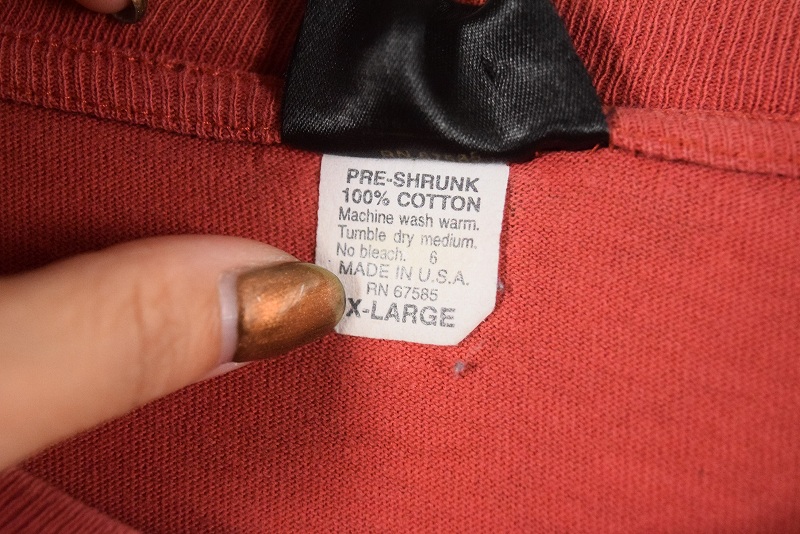 PRE-SHRUNK
100% COTTON
Machine wash warm.
Tumble dry medium.
No bleach. 6
MADE IN U.S.A.
RN 67585
X-LARGE